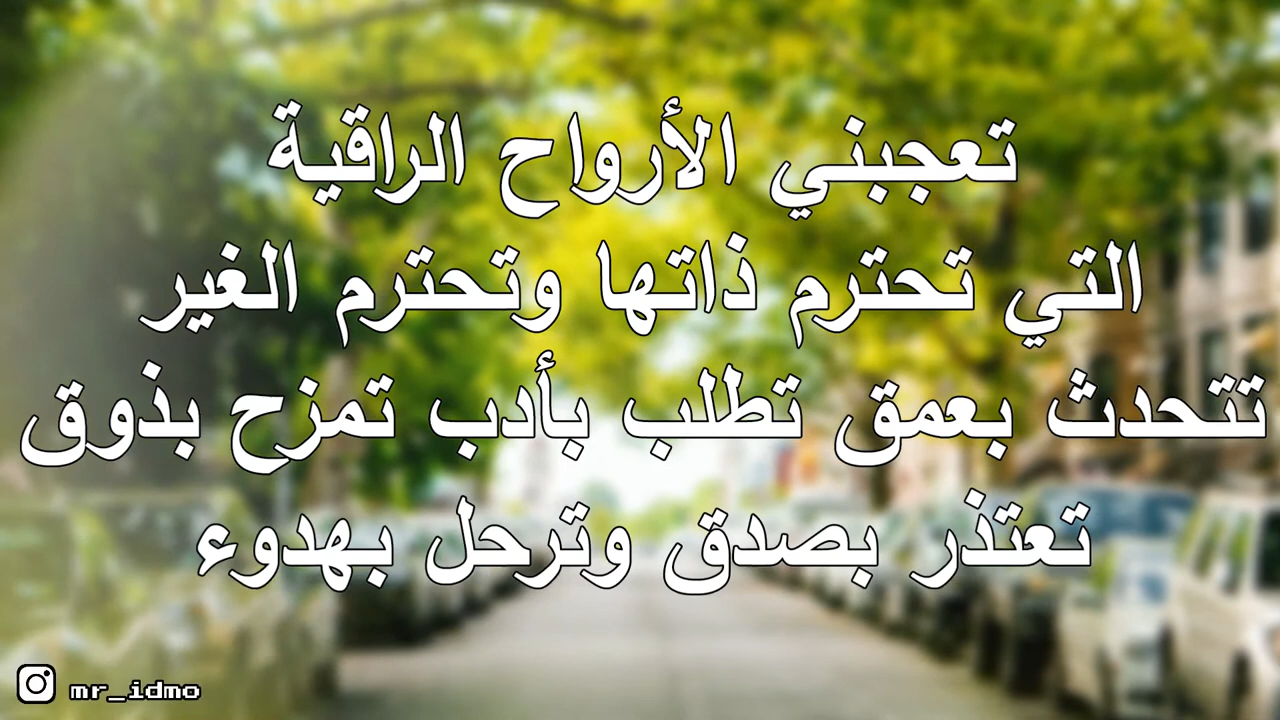 تعجبني الأرواح الراقية
التي تحترم ذاتها وتحترم الغير
تتحدث بعمق تطلب بأدب تمزح بذوق
تعتذر بصدق وترحل بهدوء
mr_idmo